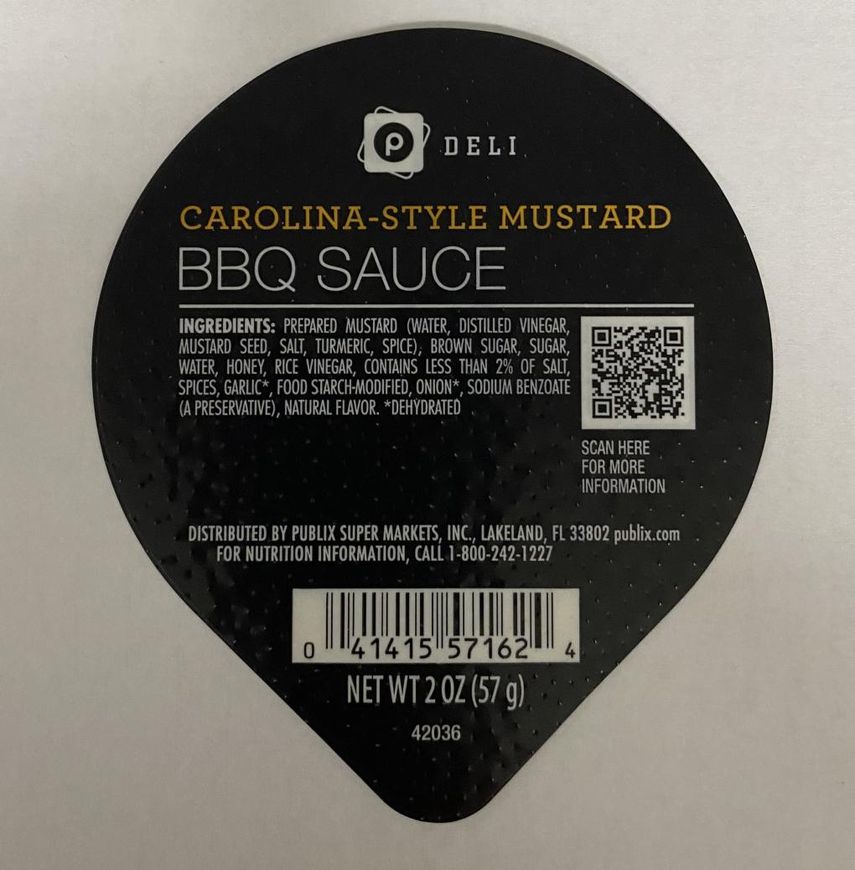 P DELI
CAROLINA-STYLE MUSTARD
BBQ SAUCE
INGREDIENTS: PREPARED MUSTARD (WATER, DISTILLED VINEGAR,
MUSTARD SEED, SALT, TURMERIC, SPICE), BROWN SUGAR, SUGAR,
WATER, HONEY, RICE VINEGAR, CONTAINS LESS THAN 2% OF SALT,
SPICES, GARLIC*, FOOD STARCH-MODIFIED, ONION*, SODIUM BENZOATE
(A PRESERVATIVE), NATURAL FLAVOR. *DEHYDRATED
SCAN HERE
FOR MORE
INFORMATION
DISTRIBUTED BY PUBLIX SUPER MARKETS, INC., LAKELAND, FL 33802 publix.com
FOR NUTRITION INFORMATION, CALL 1-800-242-1227
0 41415 57162 4
NET WT 2 OZ (57 g)
42036